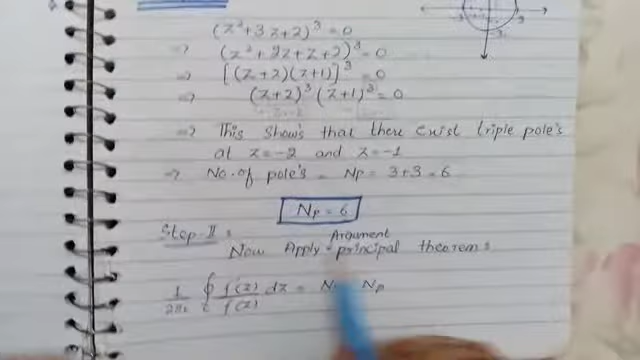 (z²+3z+2)³=0
⇒ (z²+2z+z+2)³=0
⇒ [(z+2)(z+1)]³=0
⇒ (z+2)³(z+1)³=0
⇒ This show's that there exist triple pole's
at z=-2 and z=-1
⇒ No. of pole's = Np = 3+3 = 6
Np = 6
Step II:
Argument
Now Apply principal theorem:
1/2πi ∮c f'(z)/f(z) dz = N Np